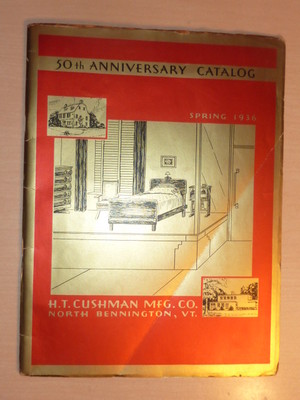 50th ANNIVERSARY CATALOG
SPRING 1936
H.T. CUSHMAN MFG. CO.
NORTH BENNINGTON, VT.